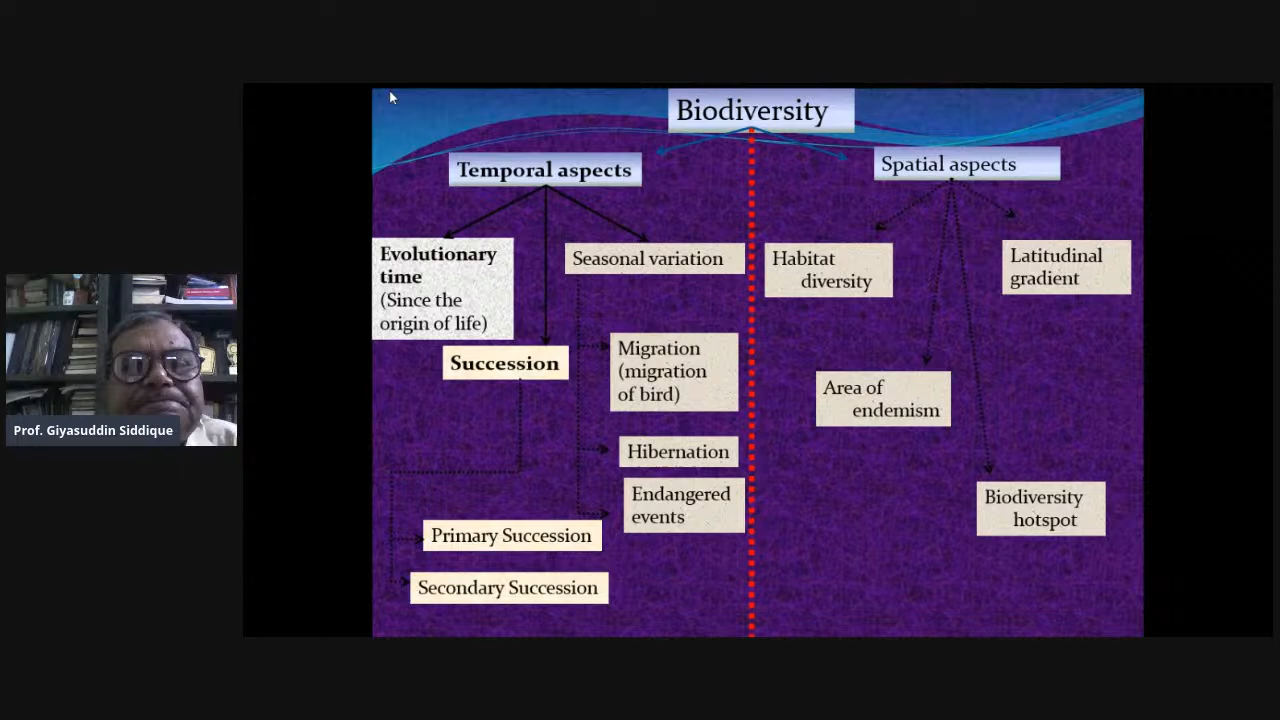 Biodiversity
Temporal aspects
Spatial aspects
Evolutionary
time
(Since the
origin of life)
Seasonal variation
Habitat
diversity
Latitudinal
gradient
Succession
Migration
(migration
of bird)
Area of
endemism
Hibernation
Endangered
events
Biodiversity
hotspot
Primary Succession
Secondary Succession
Prof. Giyasuddin Siddique